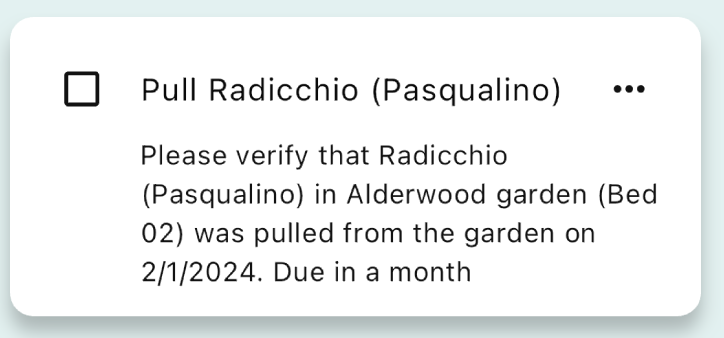 Pull Radicchio (Pasqualino)
Please verify that Radicchio
(Pasqualino) in Alderwood garden (Bed
02) was pulled from the garden on
2/1/2024. Due in a month